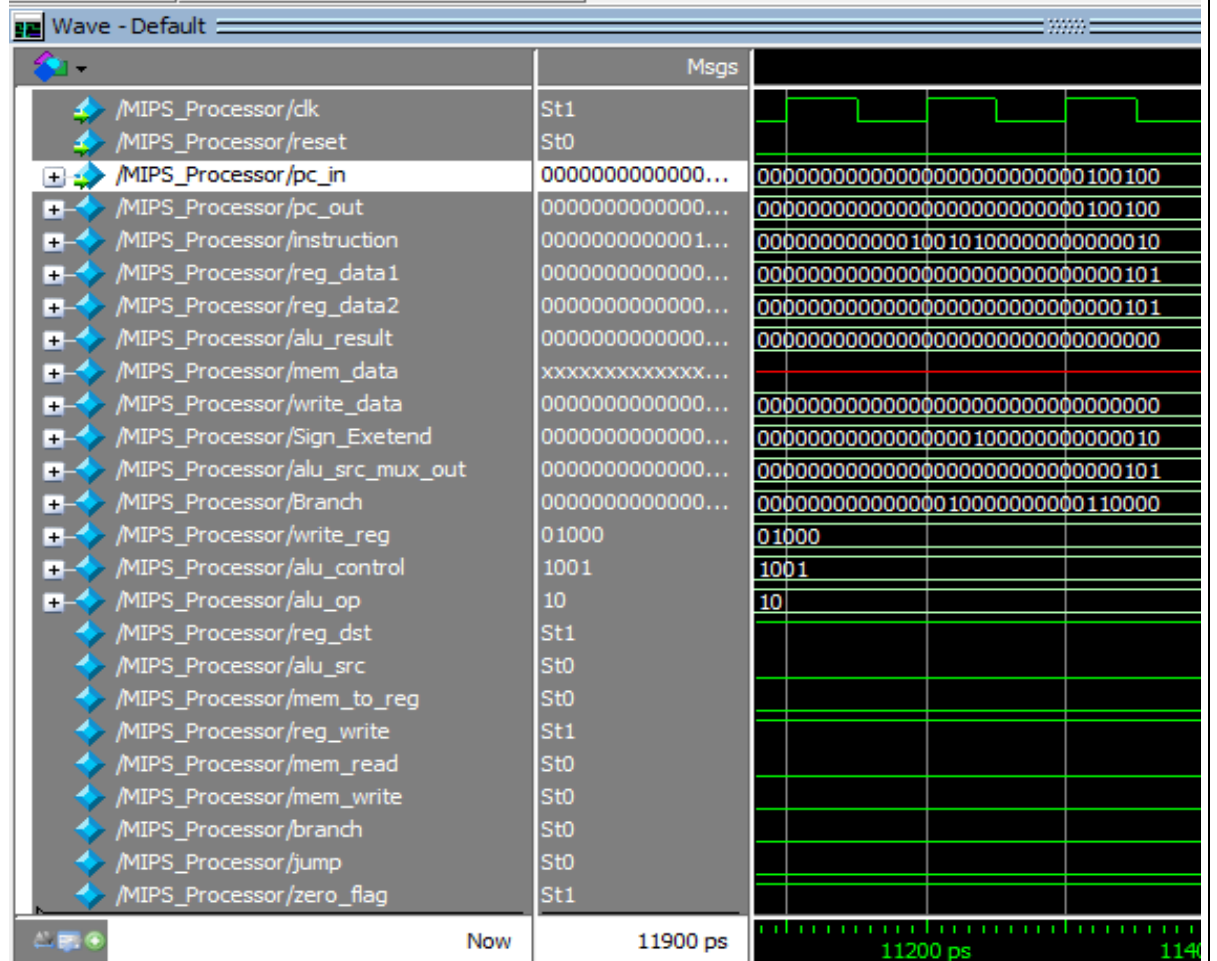 Wave - Default
Msgs
/MIPS_Processor/clk St1
/MIPS_Processor/reset St0
/MIPS_Processor/pc_in 0000000000000... 00000000000000000000000000100100
/MIPS_Processor/pc_out 0000000000000... 00000000000000000000000000100100
/MIPS_Processor/instruction 0000000000001... 00000000000010010100000000000010
/MIPS_Processor/reg_data1 0000000000000... 00000000000000000000000000000101
/MIPS_Processor/reg_data2 0000000000000... 00000000000000000000000000000101
/MIPS_Processor/alu_result 0000000000000... 00000000000000000000000000000000
/MIPS_Processor/mem_data xxxxxxxxxxxxx...
/MIPS_Processor/write_data 0000000000000... 00000000000000000000000000000000
/MIPS_Processor/Sign_Exetend 0000000000000... 00000000000000000100000000000010
/MIPS_Processor/alu_src_mux_out 0000000000000... 00000000000000000000000000000101
/MIPS_Processor/Branch 0000000000000... 00000000000000010000000000110000
/MIPS_Processor/write_reg 01000 01000
/MIPS_Processor/alu_control 1001 1001
/MIPS_Processor/alu_op 10 10
/MIPS_Processor/reg_dst St1
/MIPS_Processor/alu_src St0
/MIPS_Processor/mem_to_reg St0
/MIPS_Processor/reg_write St1
/MIPS_Processor/mem_read St0
/MIPS_Processor/mem_write St0
/MIPS_Processor/branch St0
/MIPS_Processor/jump St0
/MIPS_Processor/zero_flag St1
Now 11900 ps
11200 ps